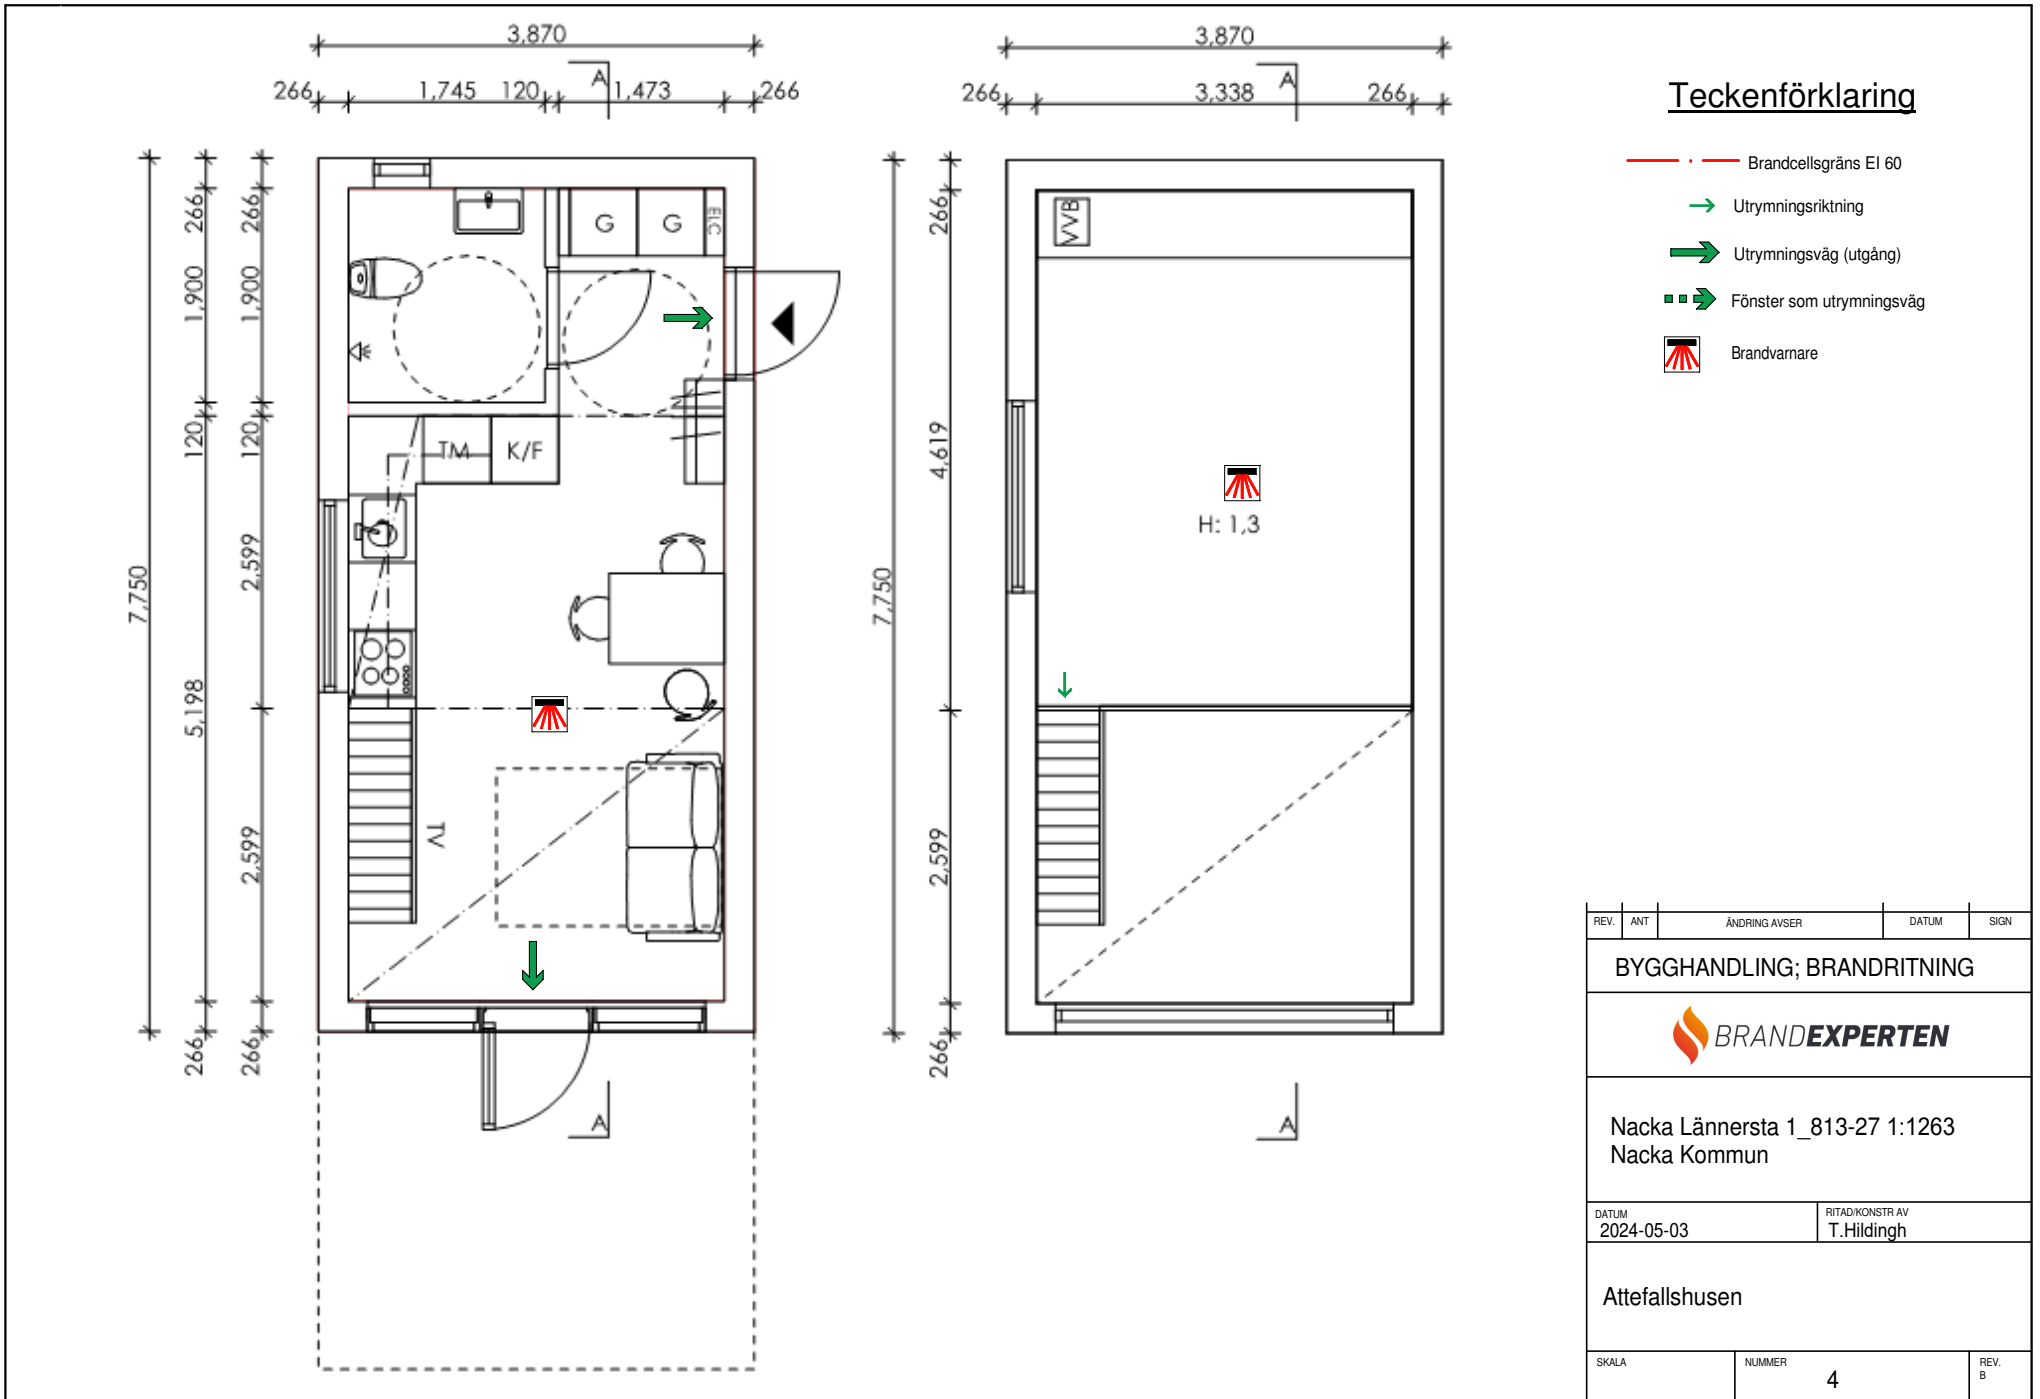 3,870
266
1,745
120
A
1,473
266
7,750
266
1,900
120
5,198
266
266
1,900
120
2,599
2,599
266
G
G
ELC
TM
K/F
TV
A
3,870
266
3,338
A
266
7,750
266
4,619
2,599
266
VVB
H: 1,3
A
Teckenförklaring
Brandcellsgräns EI 60
Utrymningsriktning
Utrymningsväg (utgång)
Fönster som utrymningsväg
Brandvarnare
REV. ANT ÄNDRING AVSER DATUM SIGN
BYGGHANDLING; BRANDRITNING
BRANDEXPERTEN
Nacka Lännersta 1_813-27 1:1263
Nacka Kommun
DATUM
2024-05-03
RITAD/KONSTR AV
T.Hildingh
Attefallshusen
SKALA
NUMMER
4
REV.
B